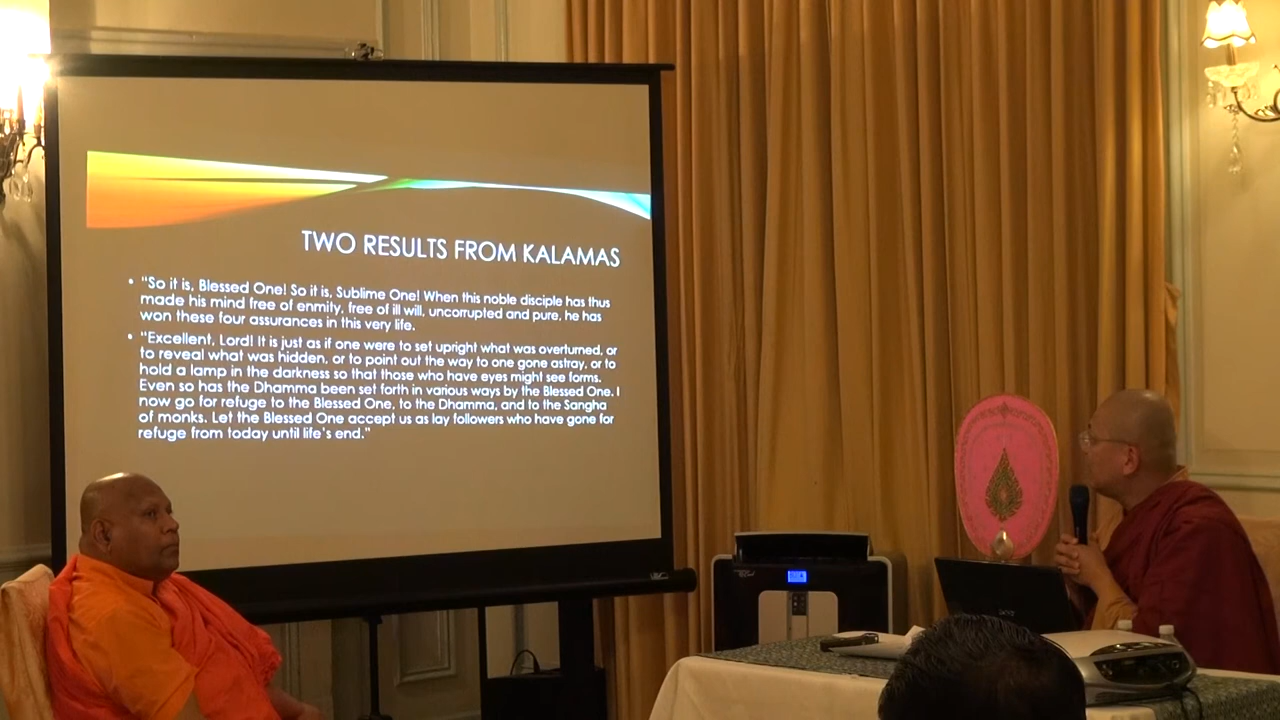 TWO RESULTS FROM KALAMAS
• "So it is, Blessed One! So it is, Sublime One! When this noble disciple has thus
made his mind free of enmity, free of ill will, uncorrupted and pure, he has
won these four assurances in this very life.
• "Excellent, Lord! It is just as if one were to set upright what was overturned, or
to reveal what was hidden, or to point out the way to one gone astray, or to
hold a lamp in the darkness so that those who have eyes might see forms.
Even so has the Dhamma been set forth in various ways by the Blessed One. I
now go for refuge to the Blessed One, to the Dhamma, and to the Sangha
of monks. Let the Blessed One accept us as lay followers who have gone for
refuge from today until life's end."